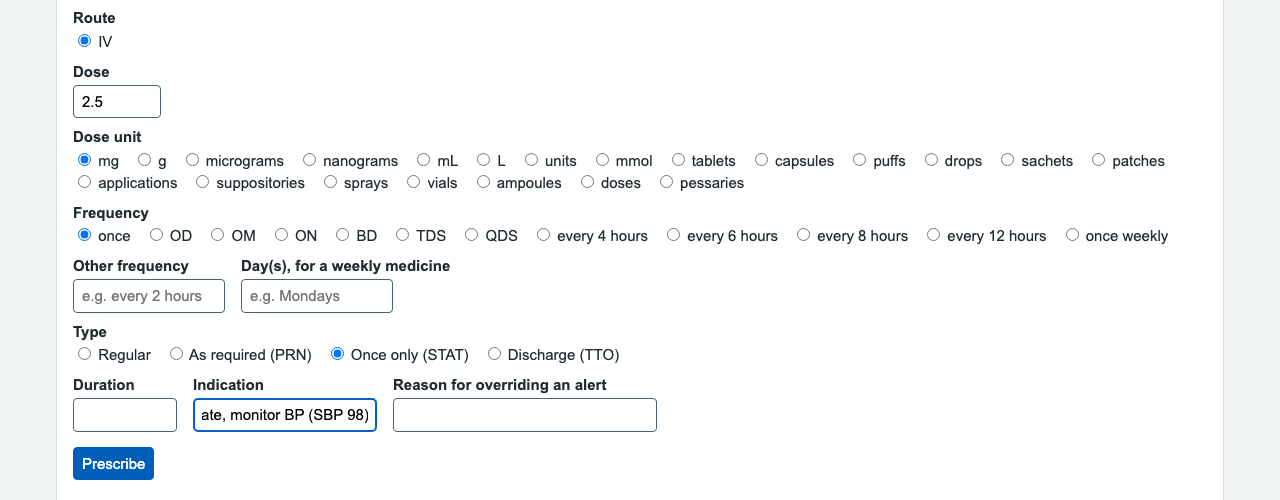 Route
IV
Dose
2.5
Dose unit
mg g micrograms nanograms mL L units mmol tablets capsules puffs drops sachets patches
applications suppositories sprays vials ampoules doses pessaries
Frequency
once OD OM ON BD TDS QDS every 4 hours every 6 hours every 8 hours every 12 hours once weekly
Other frequency Day(s), for a weekly medicine
e.g. every 2 hours e.g. Mondays
Type
Regular As required (PRN) Once only (STAT) Discharge (TTO)
Duration Indication Reason for overriding an alert
ate, monitor BP (SBP 98)
Prescribe